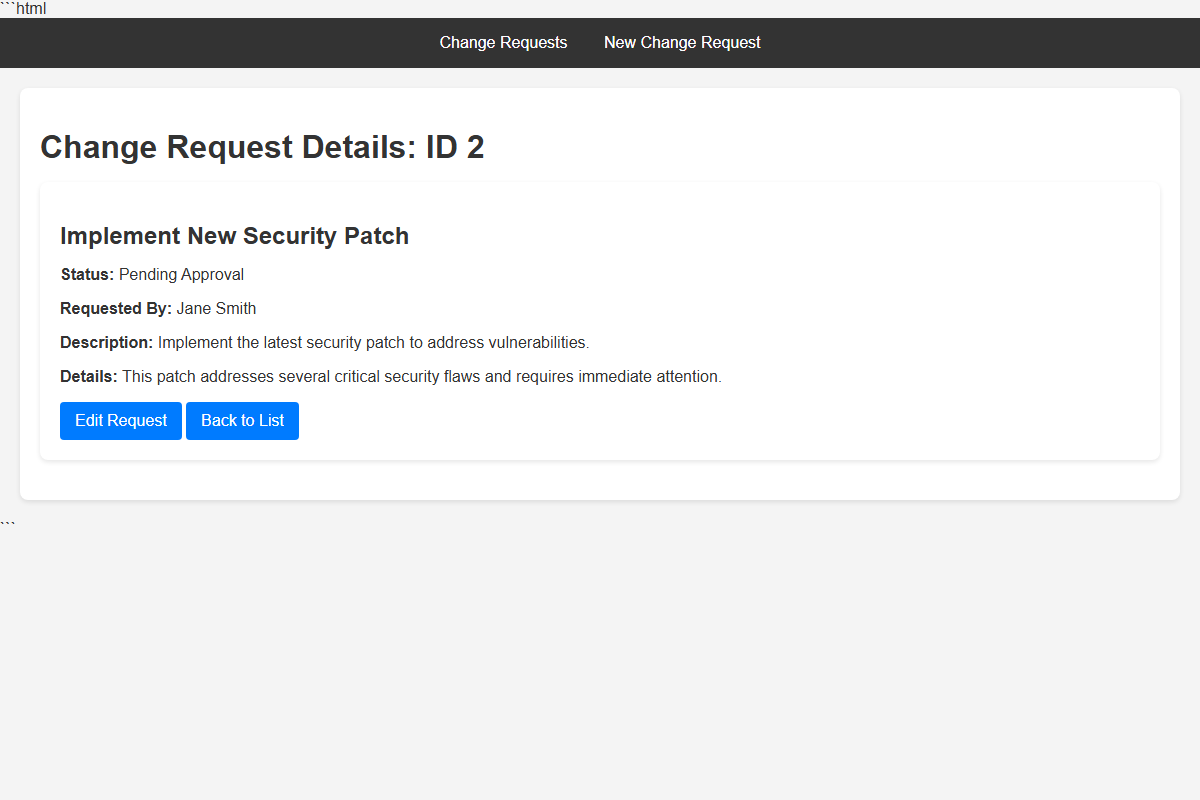 ```html
Change Requests New Change Request
Change Request Details: ID 2
Implement New Security Patch
Status: Pending Approval
Requested By: Jane Smith
Description: Implement the latest security patch to address vulnerabilities.
Details: This patch addresses several critical security flaws and requires immediate attention.
Edit Request Back to List
```